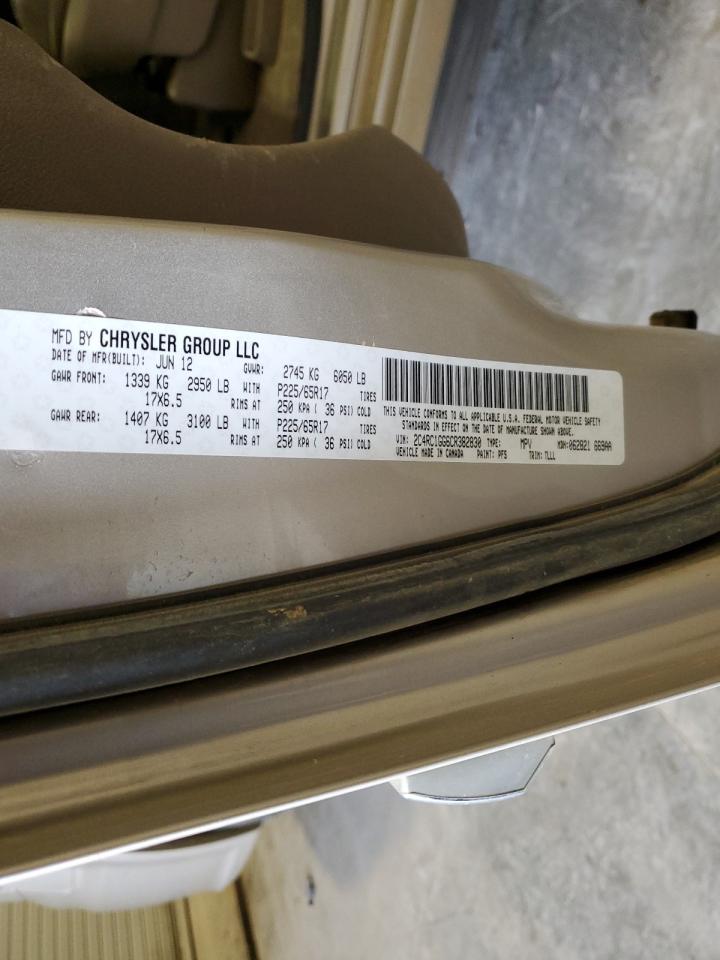 MFD BY CHRYSLER GROUP LLC
DATE OF MFR(BUILT): JUN 12 GVWR: 2745 KG 6050 LB
GAWR FRONT: 1339 KG 2950 LB WITH P225/65R17 TIRES
17X6.5 RIMS AT 250 KPA ( 36 PSI) COLD
GAWR REAR: 1407 KG 3100 LB WITH P225/65R17 TIRES
17X6.5 RIMS AT 250 KPA ( 36 PSI) COLD
THIS VEHICLE CONFORMS TO ALL APPLICABLE U.S.A. FEDERAL MOTOR VEHICLE SAFETY
STANDARDS IN EFFECT ON THE DATE OF MANUFACTURE SHOWN ABOVE.
VIN: 2C4RC1GG6CR382830 TYPE: MPV MDH: 062821 669AA
VEHICLE MADE IN CANADA PAINT: PFS TRIM: TLLL